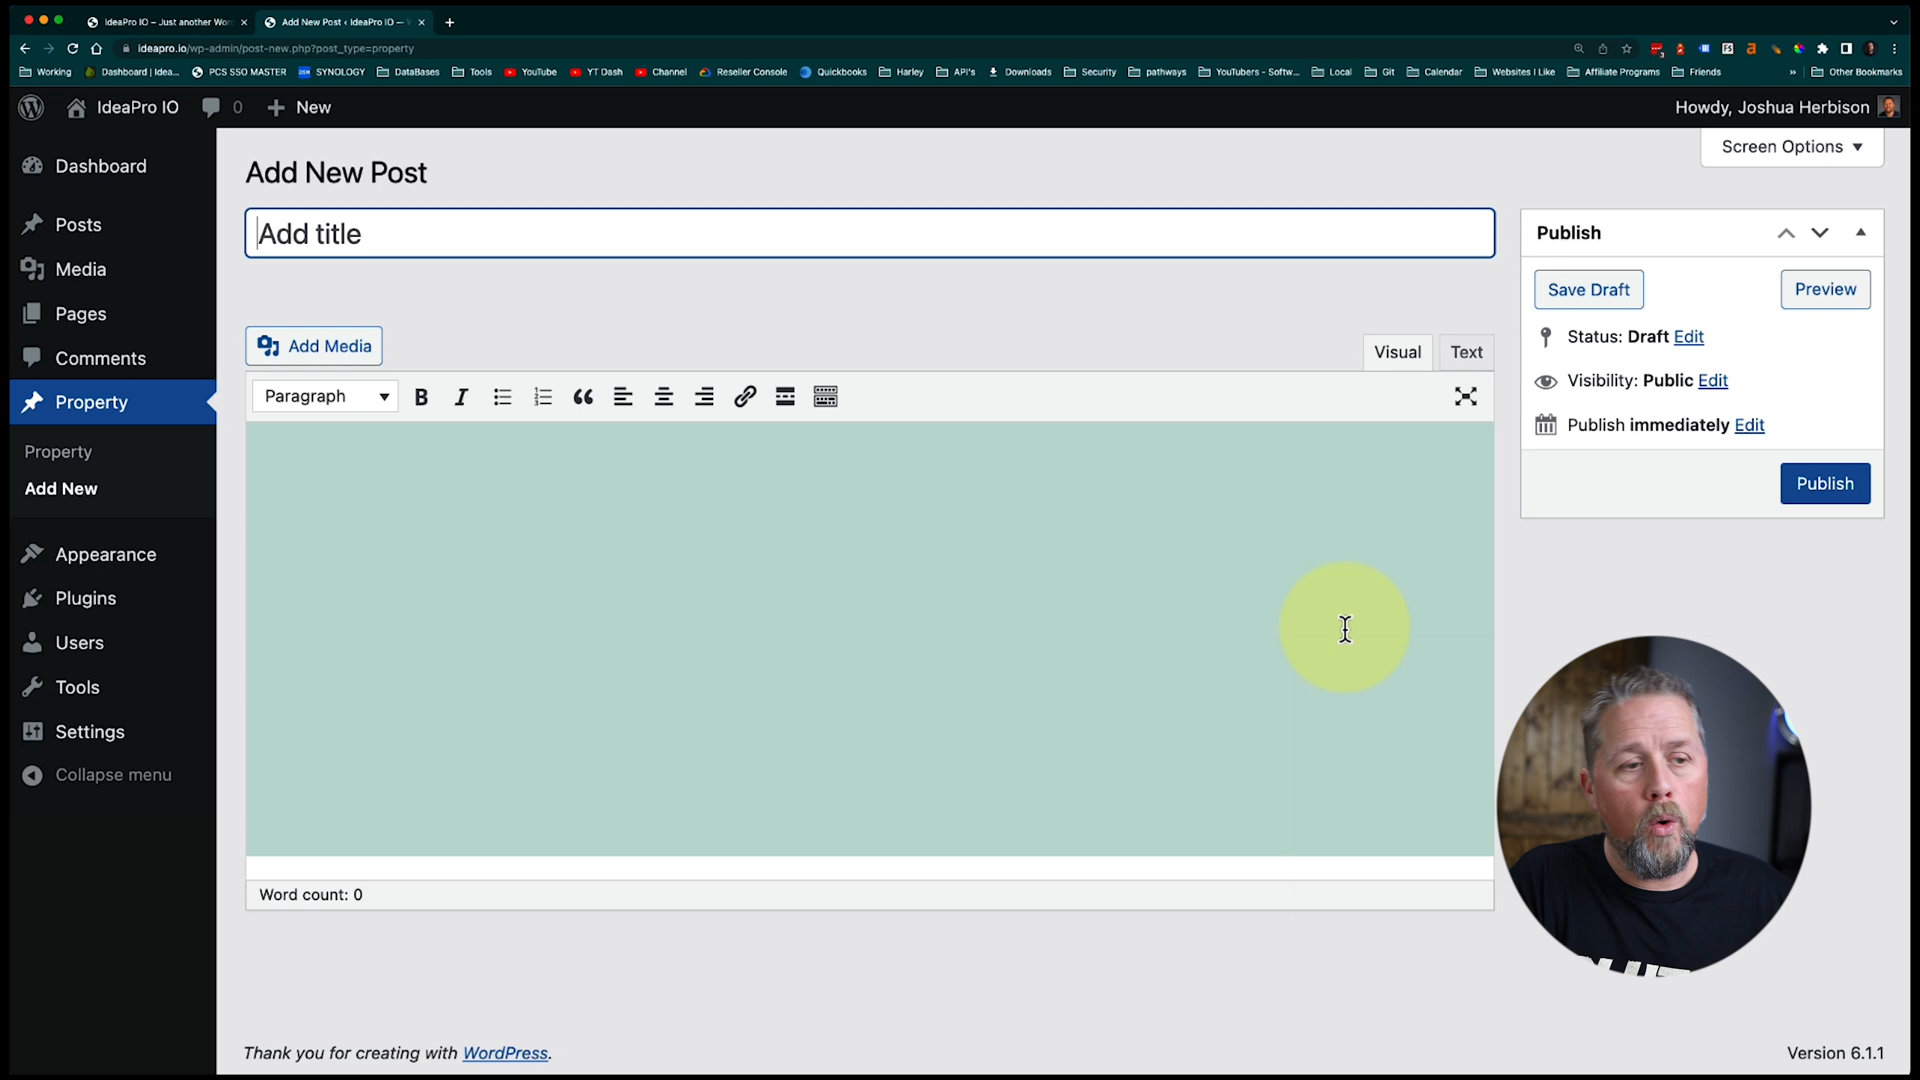 IdeaPro IO – Just another Wor
Add New Post ‹ IdeaPro IO —
ideapro.io/wp-admin/post-new.php?post_type=property
Working
Dashboard | Idea...
PCS SSO MASTER
SYNOLOGY
DataBases
Tools
YouTube
YT Dash
Channel
Reseller Console
Quickbooks
Harley
API's
Downloads
Security
pathways
YouTubers - Softw...
Local
Git
Calendar
Websites I Like
Affiliate Programs
Friends
»
Other Bookmarks
IdeaPro IO
0
New
Howdy, Joshua Herbison
Dashboard
Posts
Media
Pages
Comments
Property
Property
Add New
Appearance
Plugins
Users
Tools
Settings
Collapse menu
Screen Options
Add New Post
Add title
Add Media
Visual
Text
Paragraph
B
I
Word count: 0
Publish
Save Draft
Preview
Status: Draft Edit
Visibility: Public Edit
Publish immediately Edit
Publish
Thank you for creating with WordPress.
Version 6.1.1